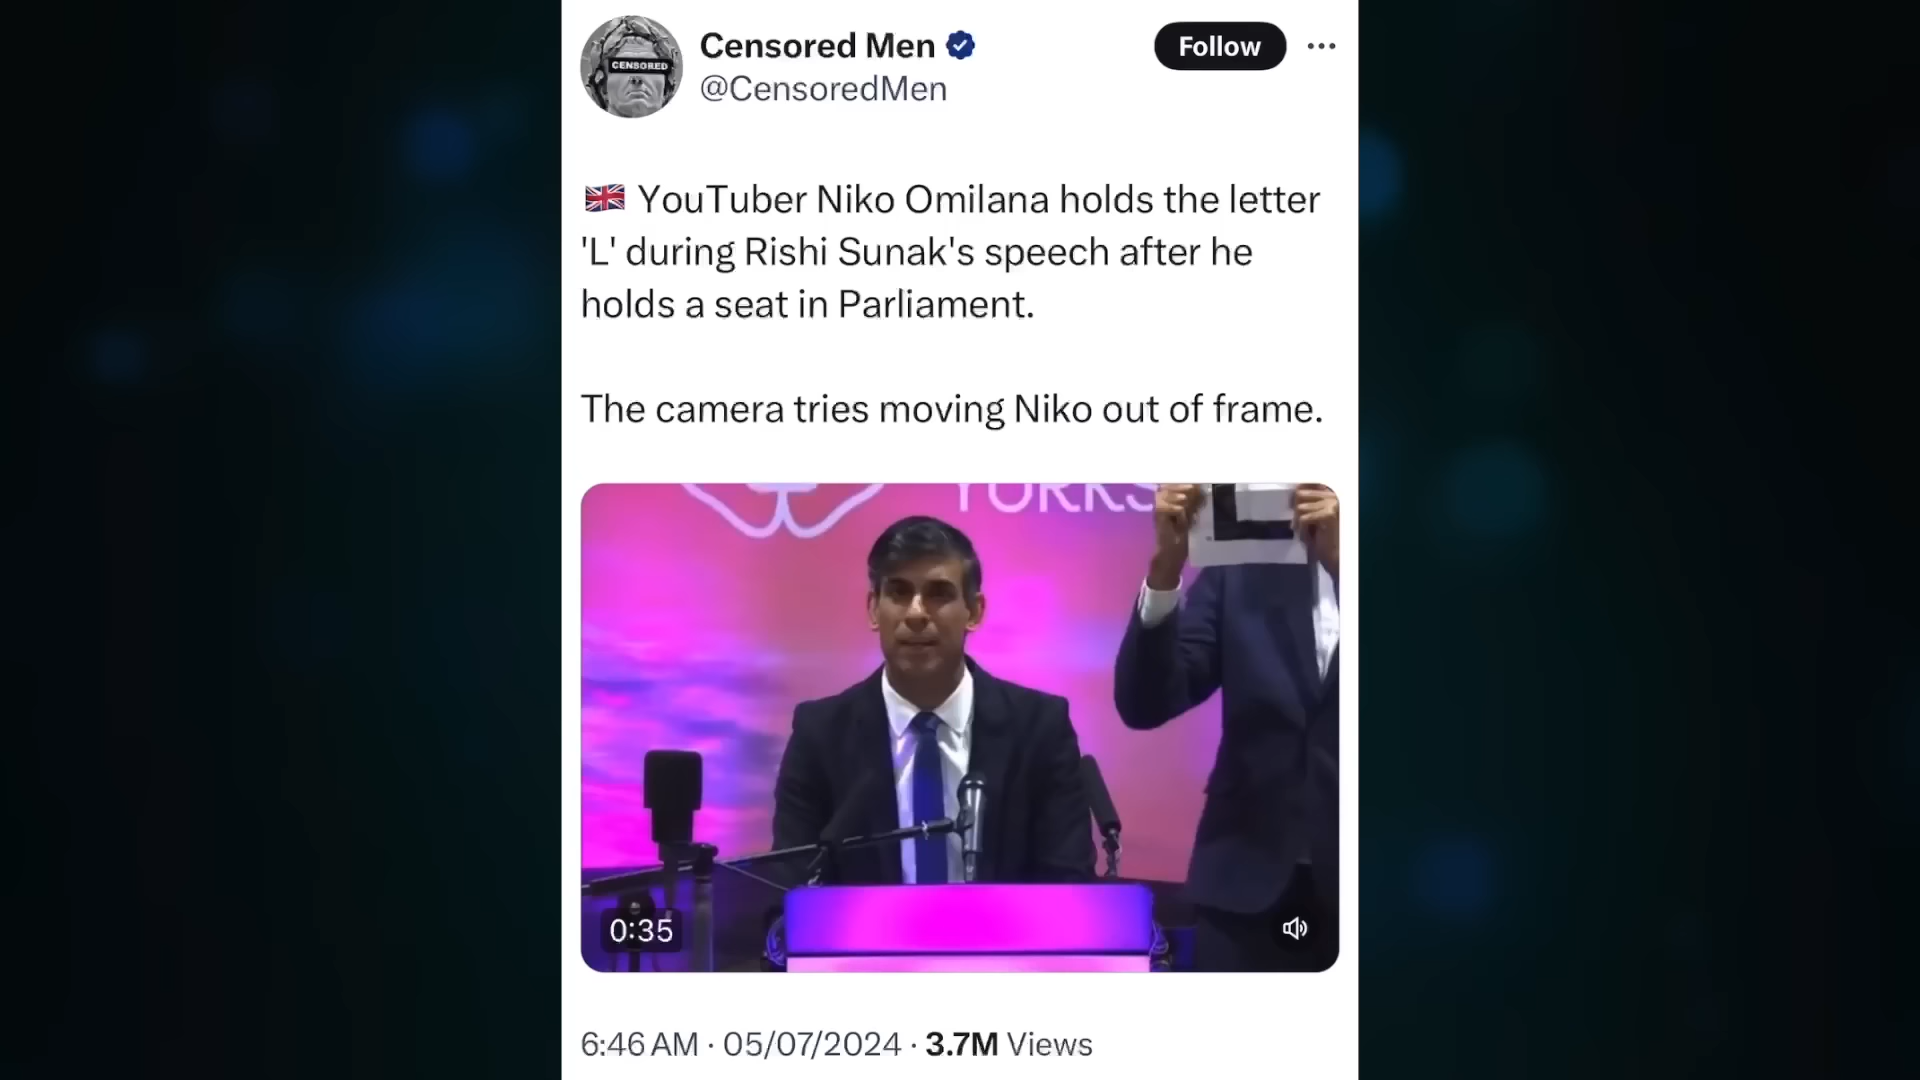 CENSORED
Censored Men
Follow
@CensoredMen
🇬🇧 YouTuber Niko Omilana holds the letter
'L' during Rishi Sunak's speech after he
holds a seat in Parliament.
The camera tries moving Niko out of frame.
YORKS
L
0:35
6:46 AM · 05/07/2024 · 3.7M Views